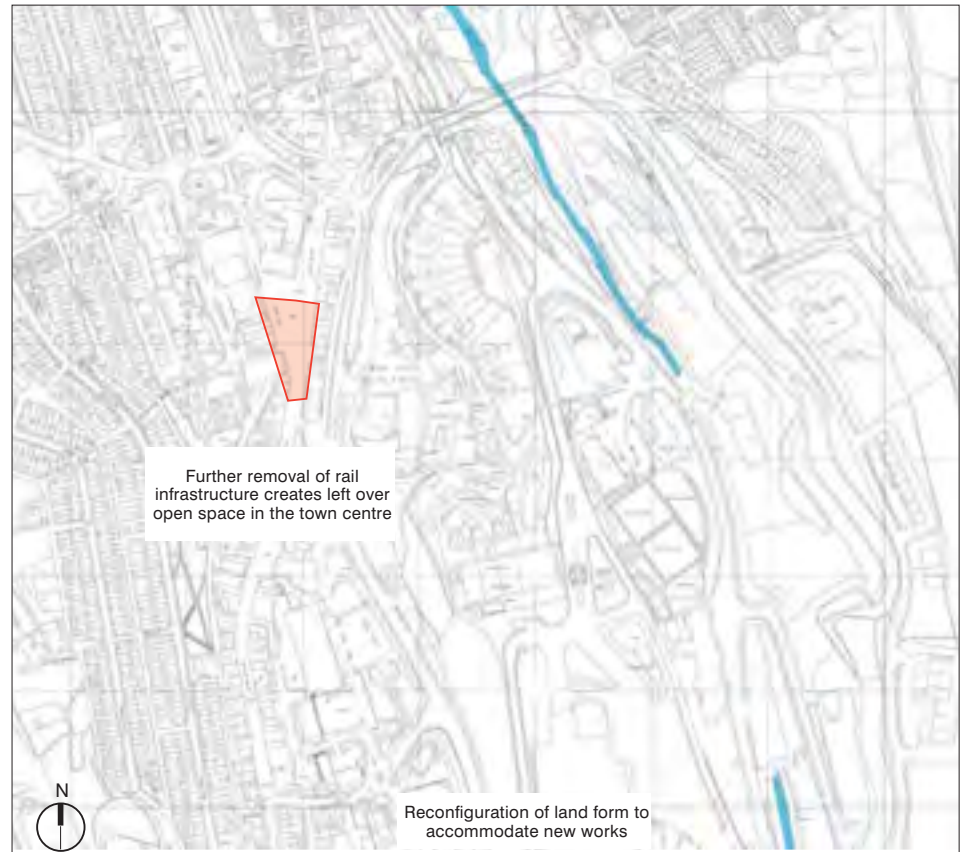 Further removal of rail
infrastructure creates left over
open space in the town centre
N
Reconfiguration of land form to
accommodate new works